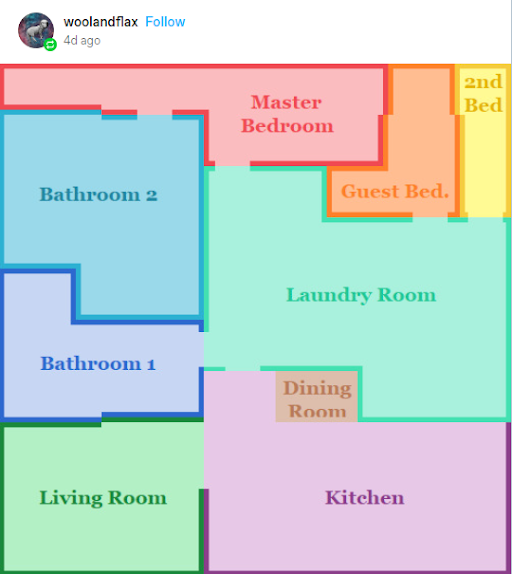 woolandflax Follow
4d ago
Master
Bedroom
2nd
Bed
Bathroom 2
Guest Bed.
Laundry Room
Bathroom 1
Dining
Room
Living Room
Kitchen